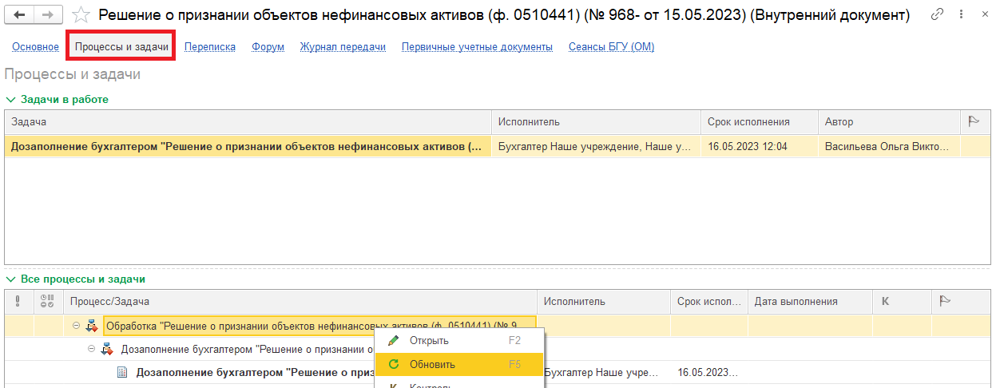 Решение о признании объектов нефинансовых активов (ф. 0510441) (№ 968- от 15.05.2023) (Внутренний документ)
Основное Процессы и задачи Переписка Форум Журнал передачи Первичные учетные документы Сеансы БГУ (ОМ)
Процессы и задачи
Задачи в работе
Задача Исполнитель Срок исполнения Автор
Дозаполнение бухгалтером "Решение о признании объектов нефинансовых активов (... Бухгалтер Наше учреждение, Наше у... 16.05.2023 12:04 Васильева Ольга Викто...
Все процессы и задачи
Процесс/Задача Исполнитель Срок испол... Дата выполнения К
Обработка "Решение о признании объектов нефинансовых активов (ф. 0510441) (№ 9...
Открыть F2
Дозаполнение бухгалтером "Решение о признании о
Обновить F5
Дозаполнение бухгалтером "Решение о приз Бухгалтер Наше учре... 16.05.2023...
К Контроль